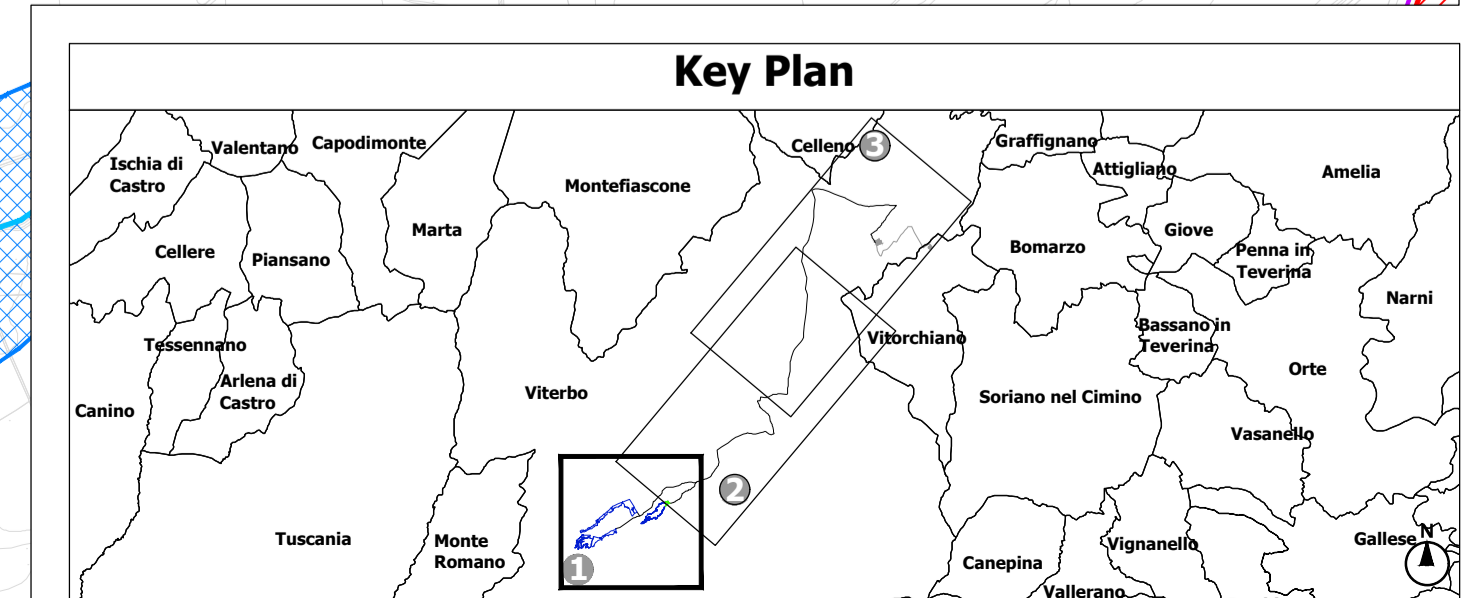 Key Plan
Ischia di
Castro
Valentano
Capodimonte
Celleno
3
Graffignano
Attigliano
Amelia
Montefiascone
Marta
Cellere
Piansano
Bomarzo
Giove
Penna in
Teverina
Narni
Tessennano
Arlena di
Castro
Canino
Viterbo
Vitorchiano
Bassano in
Teverina
Orte
Soriano nel Cimino
Vasanello
2
1
Tuscania
Monte
Romano
Canepina
Vignanello
Vallerano
Gallese
N